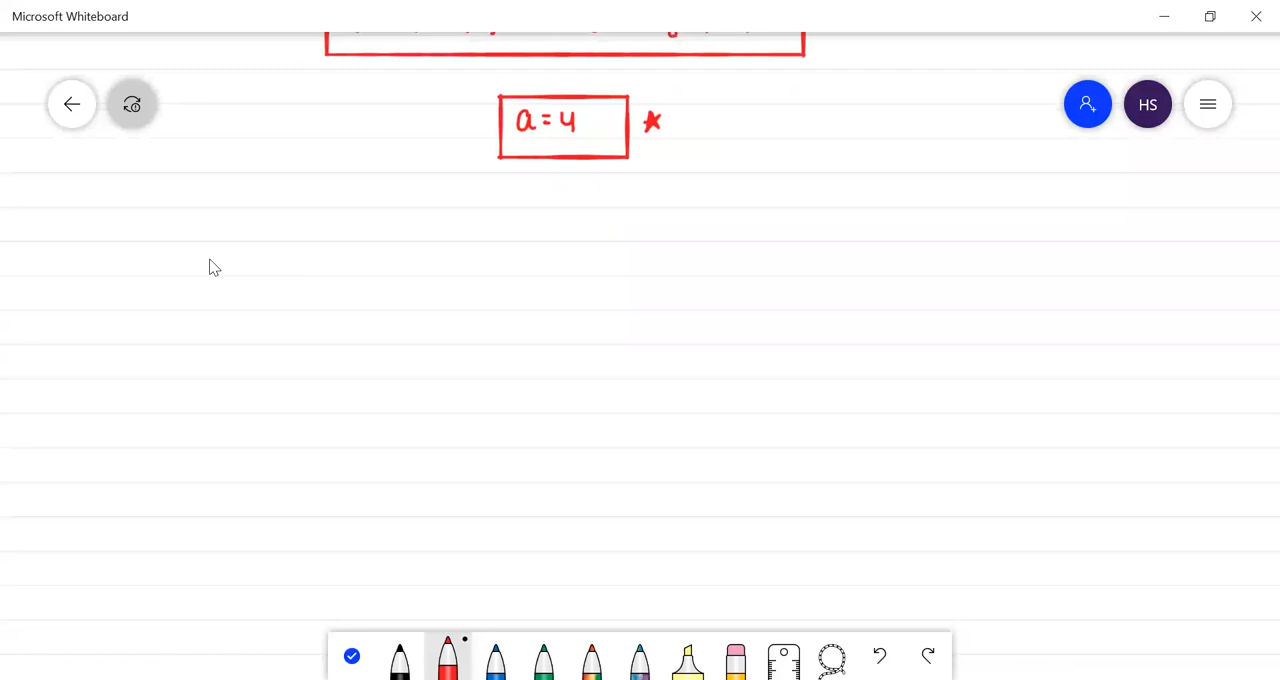 Microsoft Whiteboard
a = 4 ★
HS